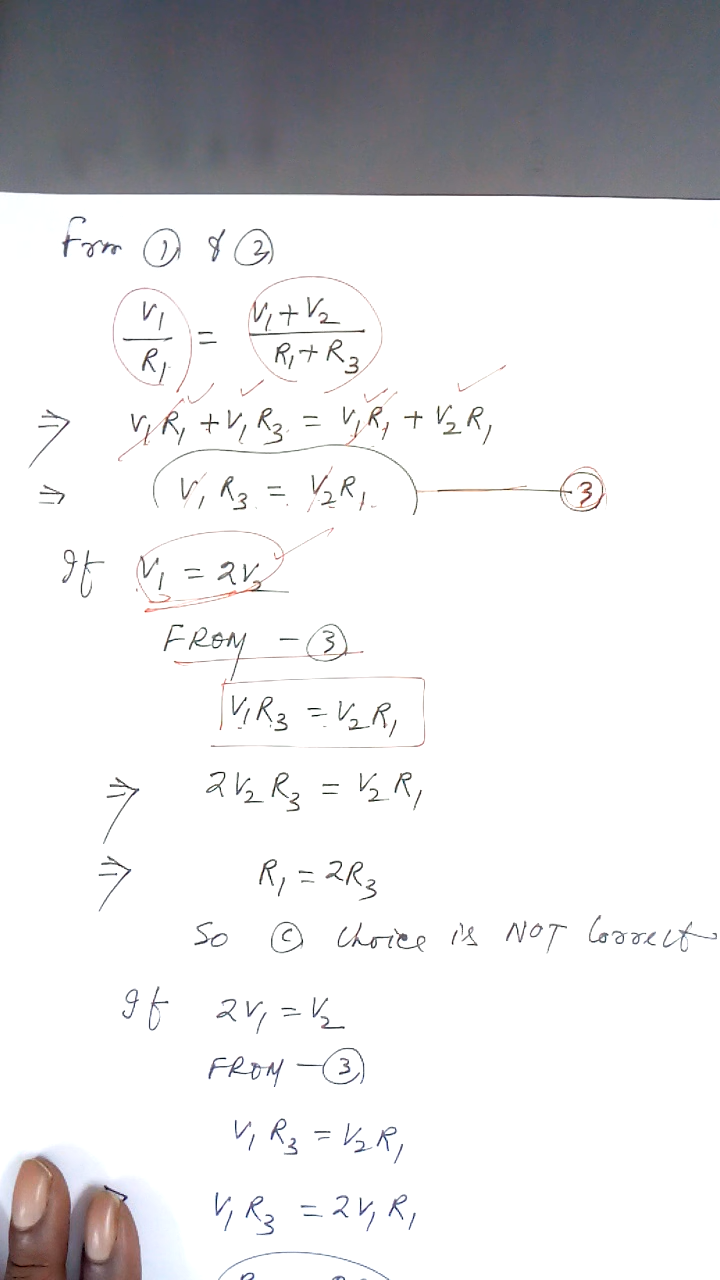 From ① & ②
V₁/R₁ = (V₁+V₂)/(R₁+R₃)
⇒ V₁R₁ + V₁R₃ = V₁R₁ + V₂R₁
⇒ V₁R₃ = V₂R₁ — ③
If V₁ = 2V₂
FROM - ③
V₁R₃ = V₂R₁
⇒ 2V₂R₃ = V₂R₁
⇒ R₁ = 2R₃
So ⓒ choice is NOT Correct
If 2V₁ = V₂
FROM - ③
V₁R₃ = V₂R₁
V₁R₃ = 2V₁R₁